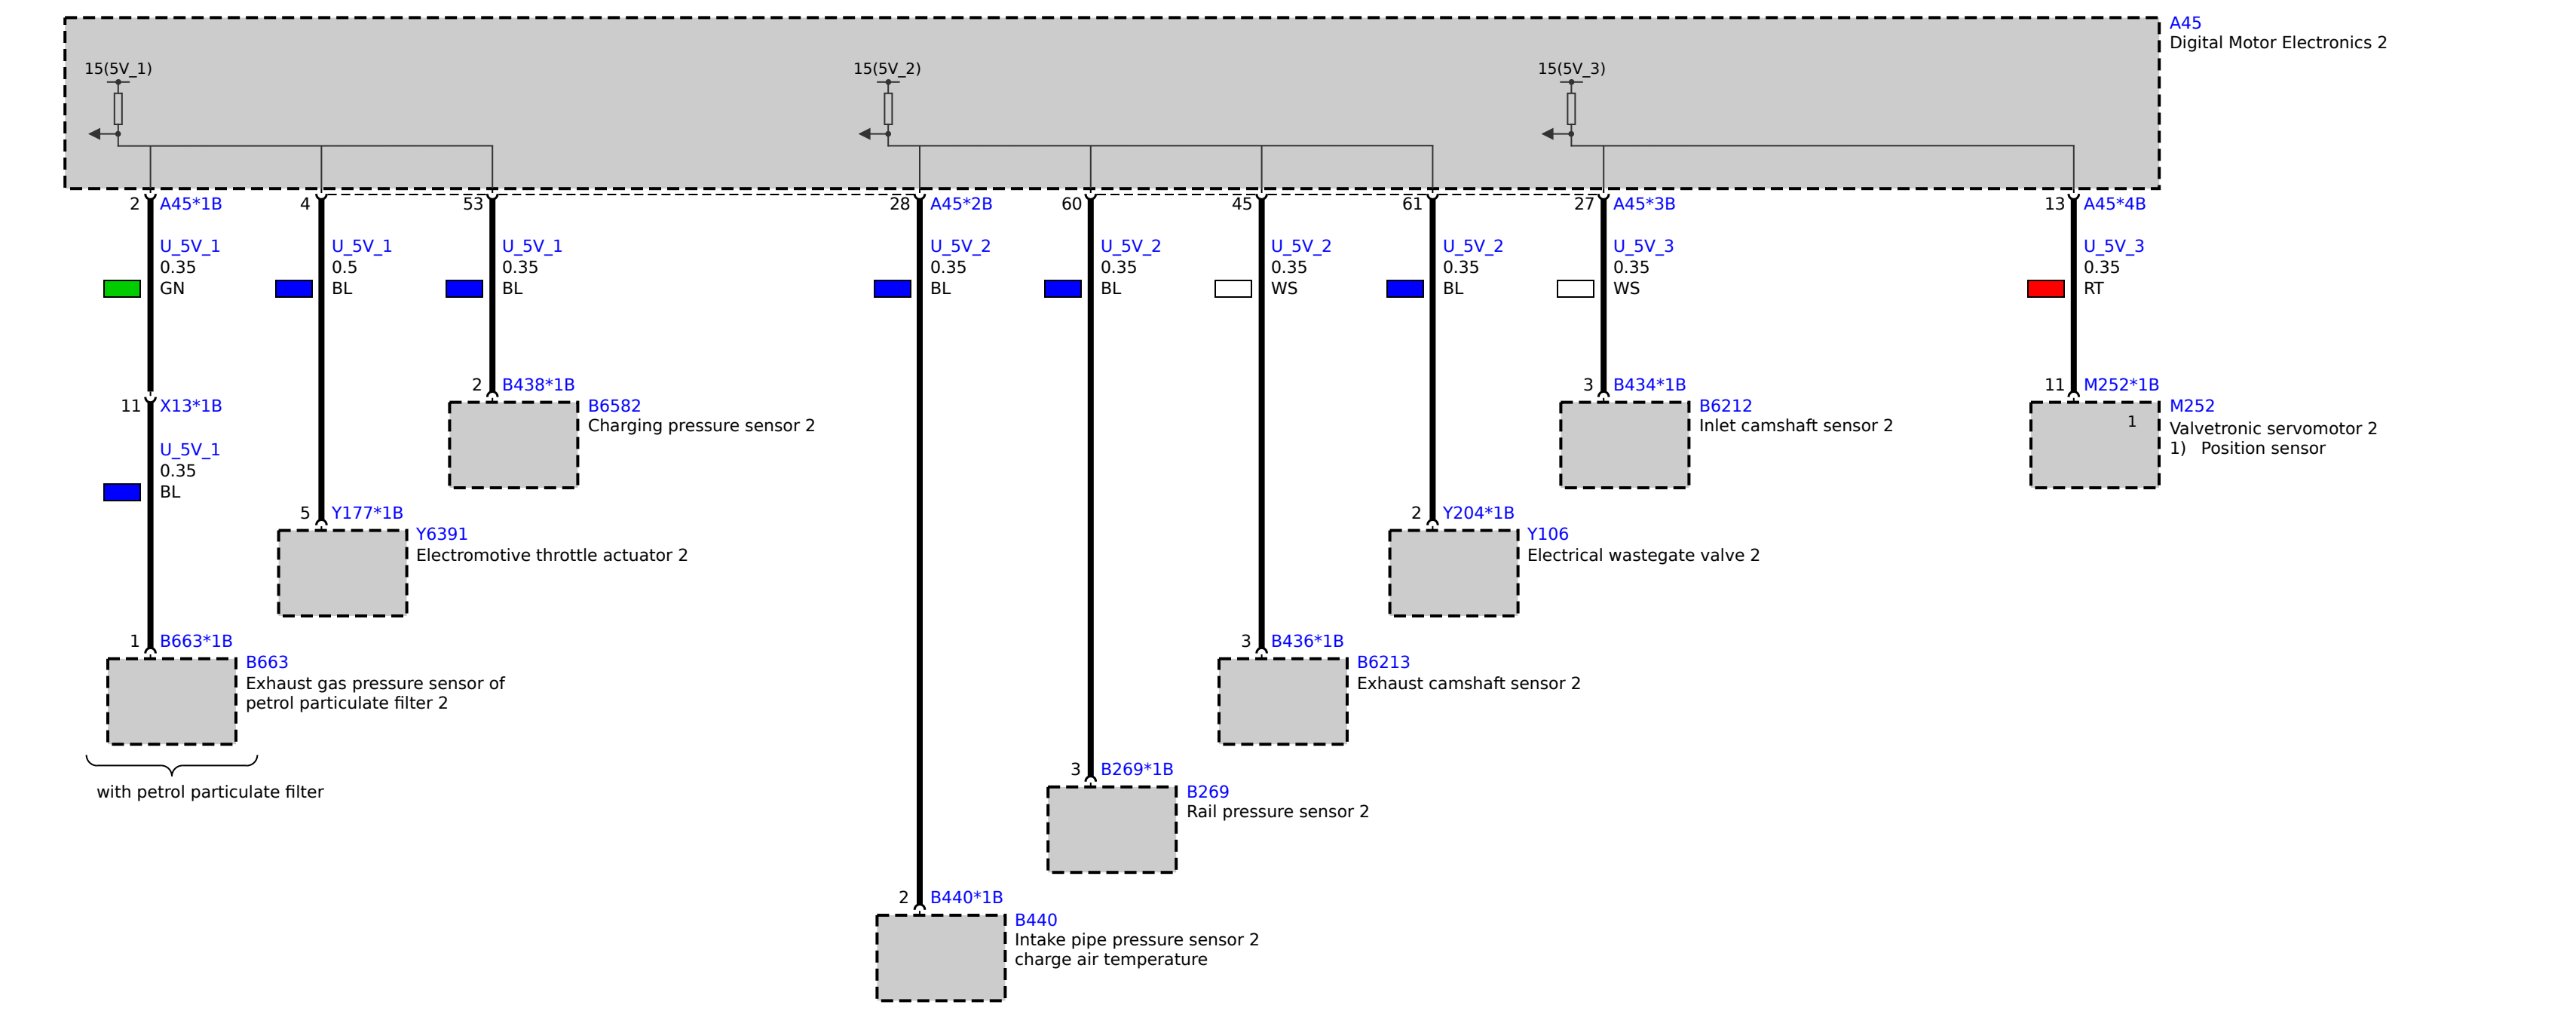 A45
Digital Motor Electronics 2
15(5V_1)
15(5V_2)
15(5V_3)
2 A45*1B
4
53
28 A45*2B
60
45
61
27 A45*3B
13 A45*4B
U_5V_1
0.35
GN
U_5V_1
0.5
BL
U_5V_1
0.35
BL
U_5V_2
0.35
BL
U_5V_2
0.35
BL
U_5V_2
0.35
WS
U_5V_2
0.35
BL
U_5V_3
0.35
WS
U_5V_3
0.35
RT
11 X13*1B
U_5V_1
0.35
BL
2 B438*1B
B6582
Charging pressure sensor 2
3 B434*1B
B6212
Inlet camshaft sensor 2
11 M252*1B
M252
1
Valvetronic servomotor 2
1) Position sensor
5 Y177*1B
Y6391
Electromotive throttle actuator 2
2 Y204*1B
Y106
Electrical wastegate valve 2
1 B663*1B
B663
Exhaust gas pressure sensor of
petrol particulate filter 2
with petrol particulate filter
3 B436*1B
B6213
Exhaust camshaft sensor 2
3 B269*1B
B269
Rail pressure sensor 2
2 B440*1B
B440
Intake pipe pressure sensor 2
charge air temperature